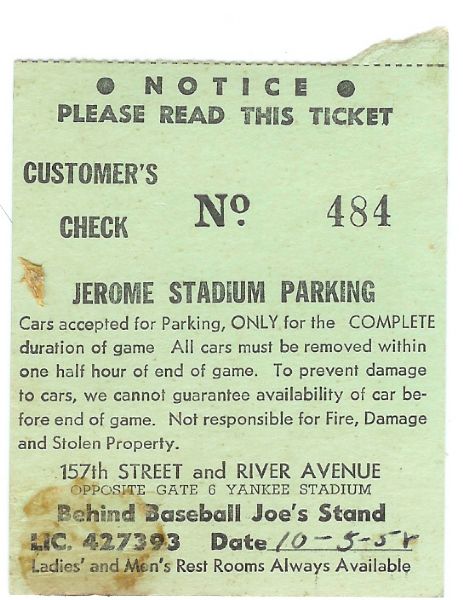 ● NOTICE ●
PLEASE READ THIS TICKET
CUSTOMER'S
CHECK
Nº 484
JEROME STADIUM PARKING
Cars accepted for Parking, ONLY for the COMPLETE
duration of game All cars must be removed within
one half hour of end of game. To prevent damage
to cars, we cannot guarantee availability of car be-
fore end of game. Not responsible for Fire, Damage
and Stolen Property.
157th STREET and RIVER AVENUE
OPPOSITE GATE 6 YANKEE STADIUM
Behind Baseball Joe's Stand
LIC. 427393 Date 10-5-58
Ladies' and Men's Rest Rooms Always Available